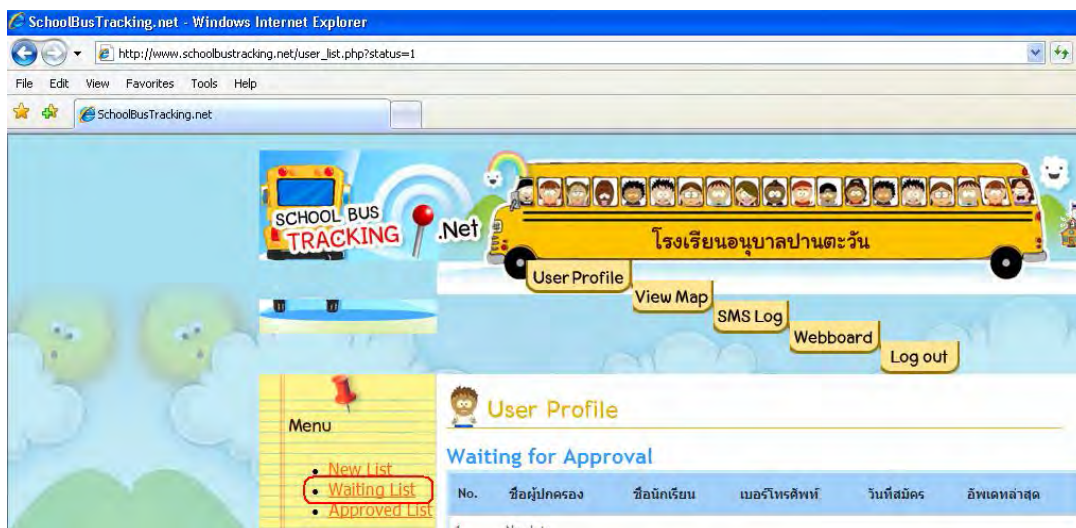 SchoolBusTracking.net - Windows Internet Explorer
http://www.schoolbustracking.net/user_list.php?status=1
File Edit View Favorites Tools Help
SchoolBusTracking.net
SCHOOL BUS
TRACKING .Net
โรงเรียนอนุบาลปานตะวัน
User Profile
View Map
SMS Log
Webboard
Log out
Menu
New List
Waiting List
Approved List
User Profile
Waiting for Approval
No. ชื่อผู้ปกครอง ชื่อนักเรียน เบอร์โทรศัพท์ วันที่สมัคร อัพเดทล่าสุด